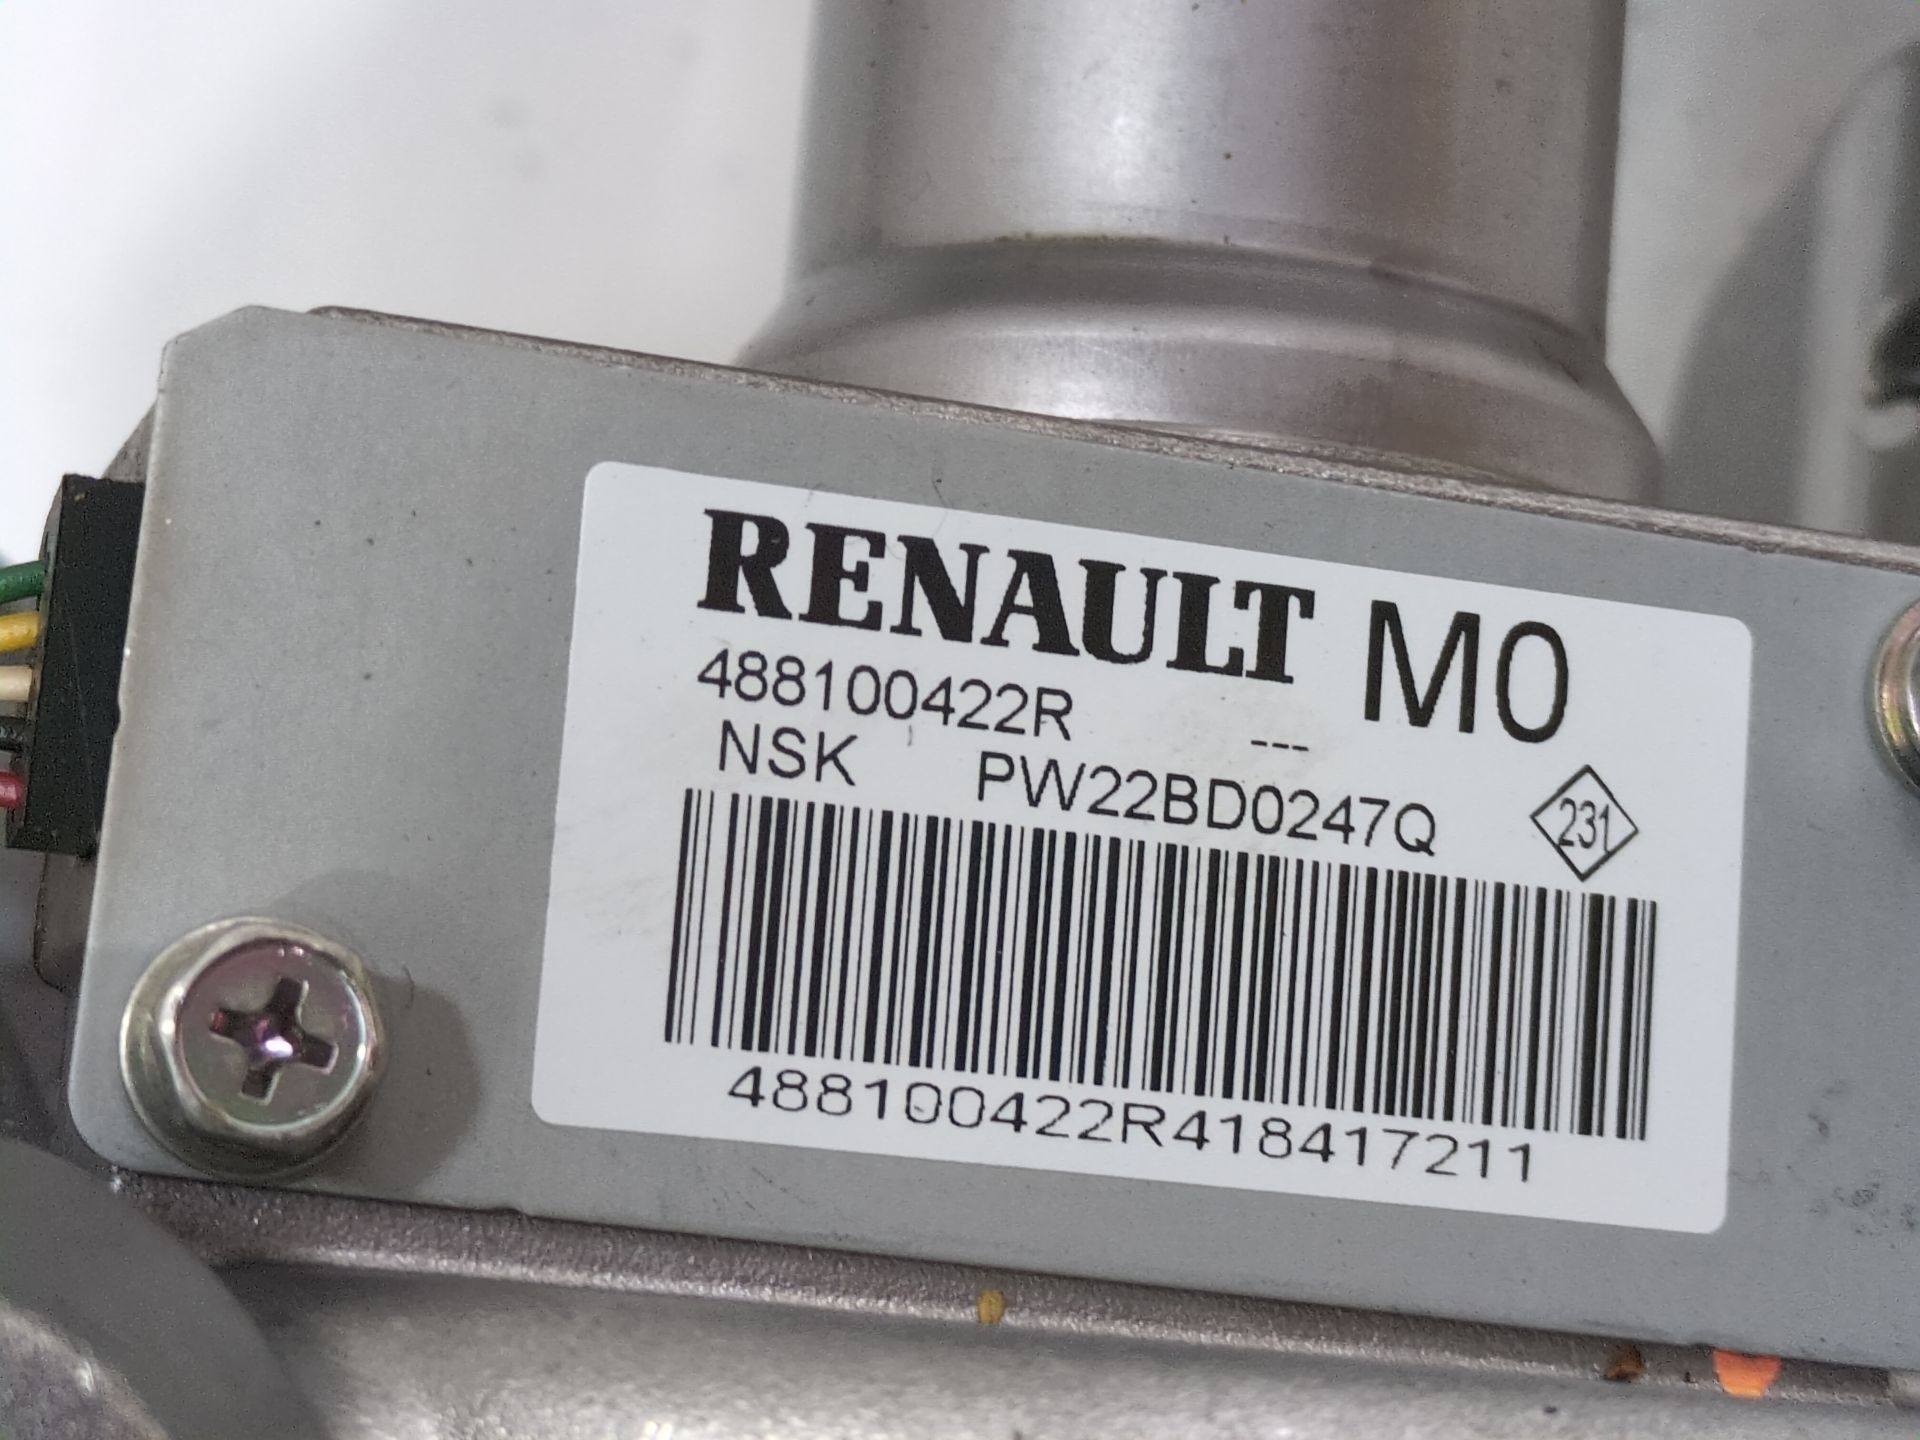 RENAULT M0
488100422R ---
NSK PW22BD0247Q 231
488100422R418417211